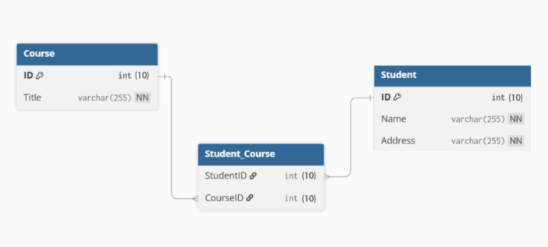 Course
ID int (10)
Title varchar(255) NN
Student
ID int (10)
Name varchar(255) NN
Address varchar(255) NN
Student_Course
StudentID int (10)
CourseID int (10)